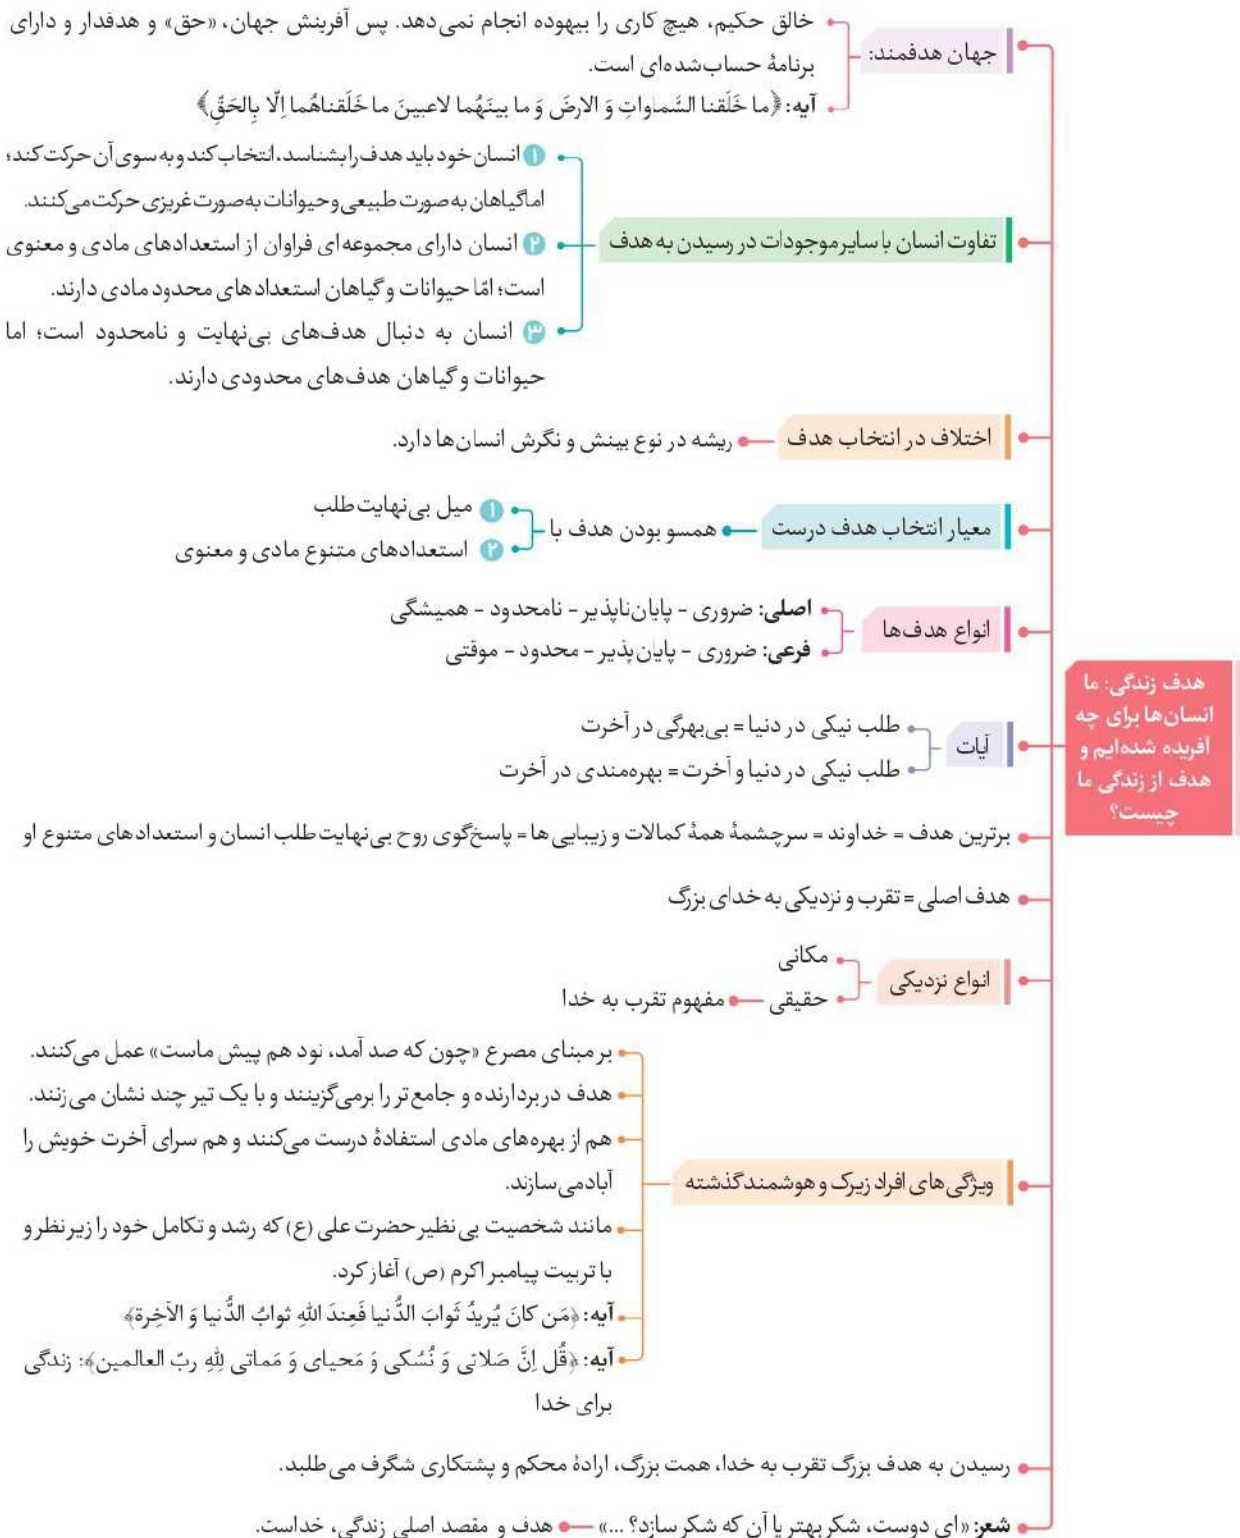 هدف زندگی: ما
انسان‌ها برای چه
آفریده شده‌ایم و
هدف از زندگی ما
چیست؟
جهان هدفمند:
خالق حکیم، هیچ کاری را بیهوده انجام نمی‌دهد. پس آفرینش جهان، «حق» و هدفدار و دارای
برنامهٔ حساب‌شده‌ای است.
آیه: ﴿ما خَلَقنا السَّماواتِ وَ الارضَ وَ ما بینَهُما لاعبینَ ما خَلَقناهُما اِلّا بِالحَقِّ﴾
تفاوت انسان با سایر موجودات در رسیدن به هدف
۱ انسان خود باید هدف را بشناسد، انتخاب کند و به سوی آن حرکت کند؛
اما گیاهان به صورت طبیعی و حیوانات به‌صورت غریزی حرکت می‌کنند.
۲ انسان دارای مجموعه‌ای فراوان از استعدادهای مادی و معنوی
است؛ امّا حیوانات و گیاهان استعدادهای محدود مادی دارند.
۳ انسان به دنبال هدف‌های بی‌نهایت و نامحدود است؛ اما
حیوانات و گیاهان هدف‌های محدودی دارند.
اختلاف در انتخاب هدف
ریشه در نوع بینش و نگرش انسان‌ها دارد.
معیار انتخاب هدف درست
همسو بودن هدف با
۱ میل بی‌نهایت‌طلب
۲ استعدادهای متنوع مادی و معنوی
انواع هدف‌ها
اصلی: ضروری - پایان‌ناپذیر - نامحدود - همیشگی
فرعی: ضروری - پایان‌پذیر - محدود - موقتی
آیات
طلب نیکی در دنیا = بی‌بهرگی در آخرت
طلب نیکی در دنیا و آخرت = بهره‌مندی در آخرت
برترین هدف = خداوند = سرچشمهٔ همهٔ کمالات و زیبایی‌ها = پاسخ‌گوی روح بی‌نهایت‌طلب انسان و استعدادهای متنوع او
هدف اصلی = تقرب و نزدیکی به خدای بزرگ
انواع نزدیکی
مکانی
حقیقی
مفهوم تقرب به خدا
ویژگی‌های افراد زیرک و هوشمند گذشته
بر مبنای مصرع «چون که صد آمد، نود هم پیش ماست» عمل می‌کنند.
هدف دربردارنده و جامع‌تر را برمی‌گزینند و با یک تیر چند نشان می‌زنند.
هم از بهره‌های مادی استفادهٔ درست می‌کنند و هم سرای آخرت خویش را
آباد می‌سازند.
مانند شخصیت بی‌نظیر حضرت علی (ع) که رشد و تکامل خود را زیر نظر و
با تربیت پیامبر اکرم (ص) آغاز کرد.
آیه: ﴿مَن کانَ یُریدُ ثَوابَ الدُّنیا فَعِندَ اللهِ ثوابُ الدُّنیا وَ الآخِرة﴾
آیه: ﴿قُل اِنَّ صَلاتی وَ نُسُکی وَ مَحیای وَ مَماتی لِلّٰهِ ربّ العالمین﴾: زندگی
برای خدا
رسیدن به هدف بزرگ تقرب به خدا، همت بزرگ، ارادهٔ محکم و پشتکاری شگرف می‌طلبد.
شعر: «ای دوست، شکر بهتر یا آن که شکر سازد؟ ...»
هدف و مقصد اصلی زندگی، خداست.